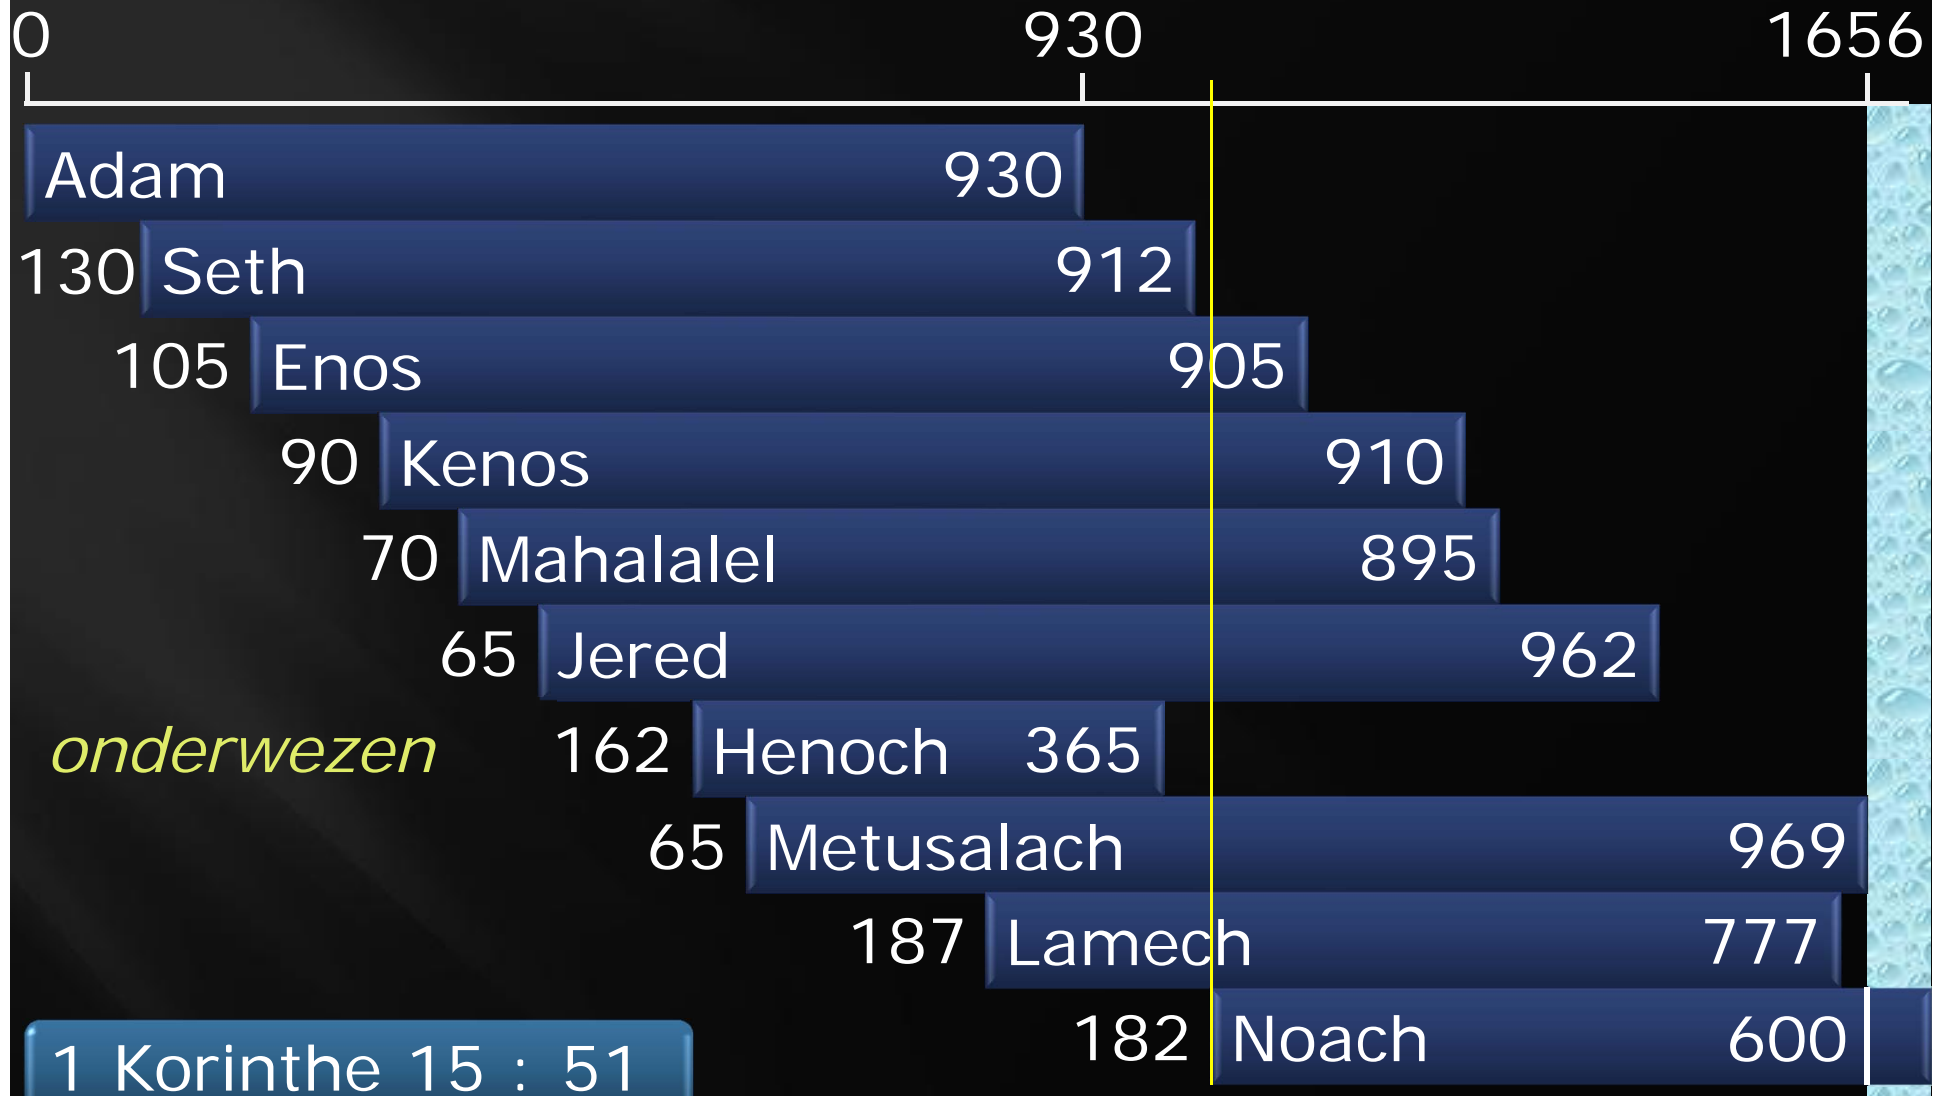 0 930 1656
Adam 930
130 Seth 912
105 Enos 905
90 Kenos 910
70 Mahalalel 895
65 Jered 962
onderwezen 162 Henoch 365
65 Metusalach 969
187 Lamech 777
182 Noach 600
1 Korinthe 15 : 51